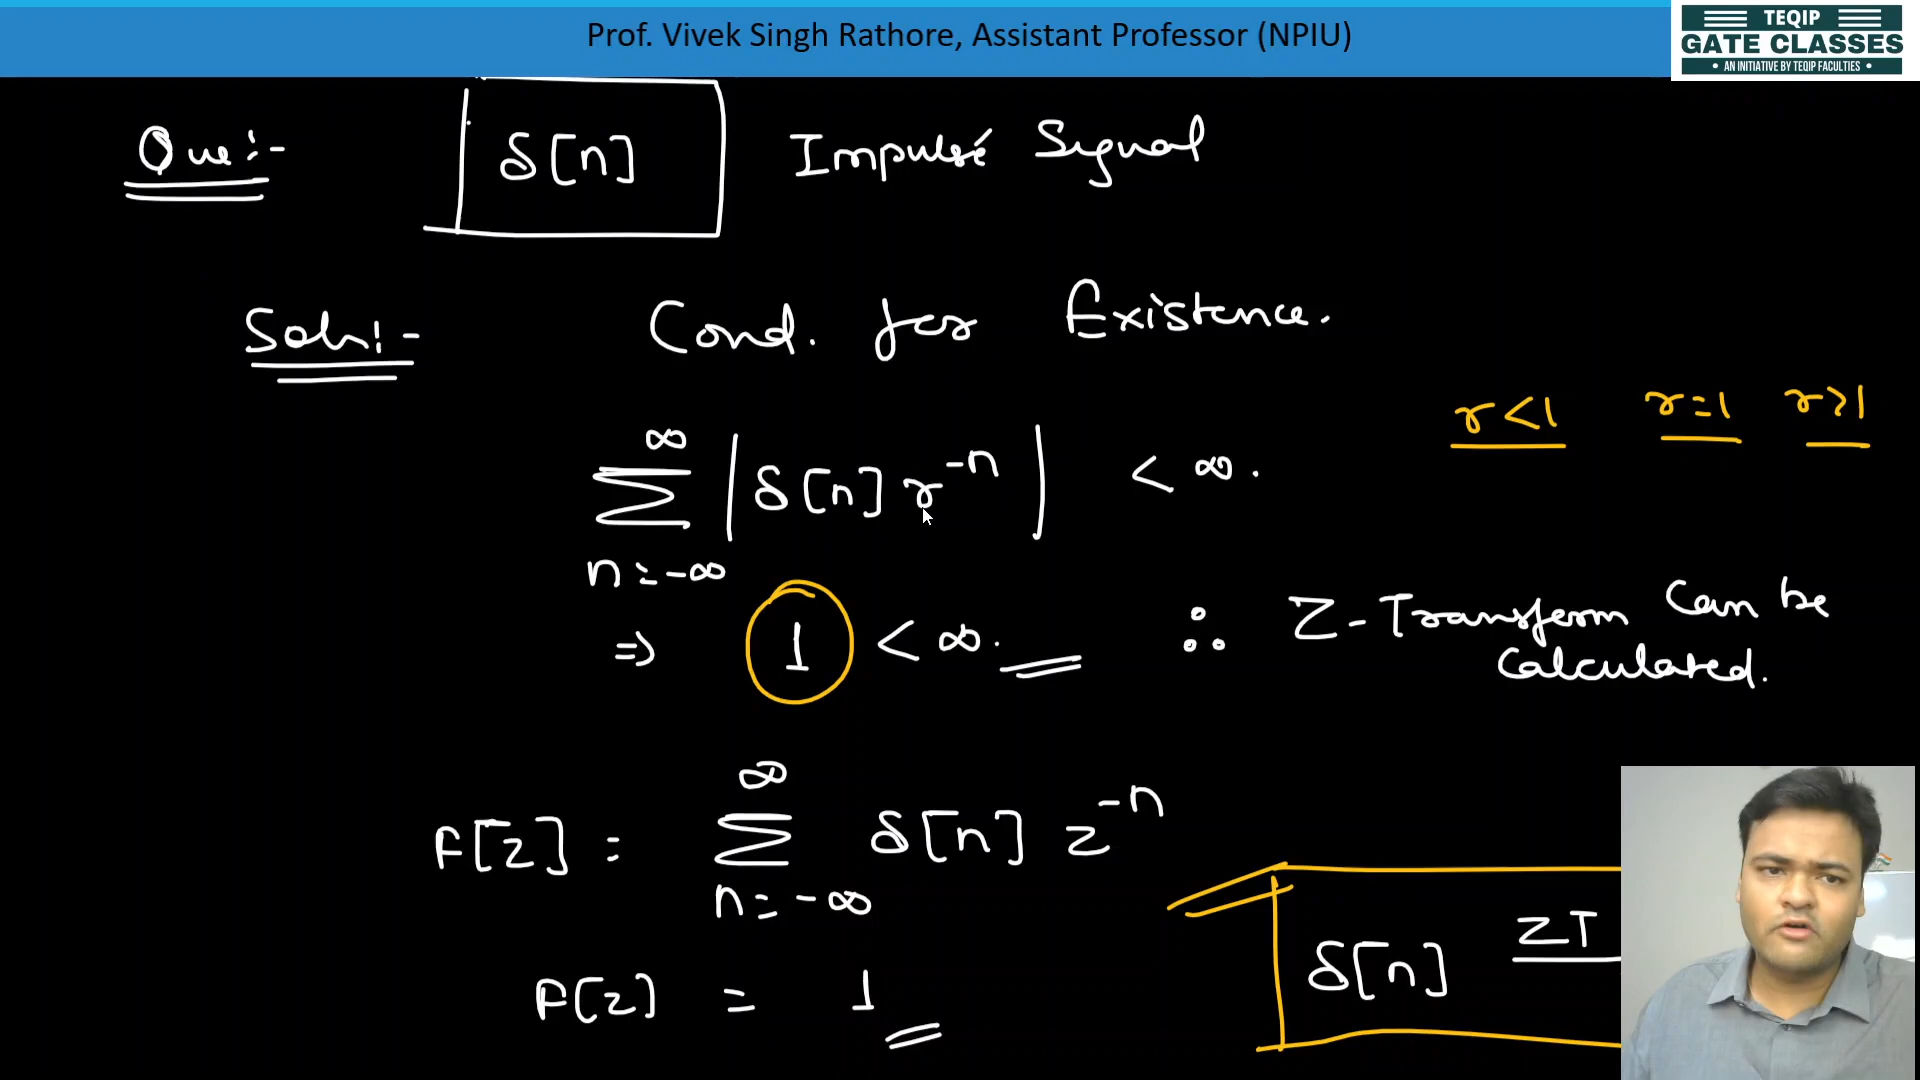 Prof. Vivek Singh Rathore, Assistant Professor (NPIU)
TEQIP
GATE CLASSES
• AN INITIATIVE BY TEQIP FACULTIES •
Que:- δ[n] Impulse Signal
Soln:- Cond. for Existence.
r<1 r=1 r>1
∞
∑ |δ[n] r^-n| < ∞.
n=-∞
=> 1 < ∞. ∴ Z-Transform Can be
Calculated.
∞
F[z] = ∑ δ[n] z^-n
n=-∞
δ[n] ZT
F[z] = 1